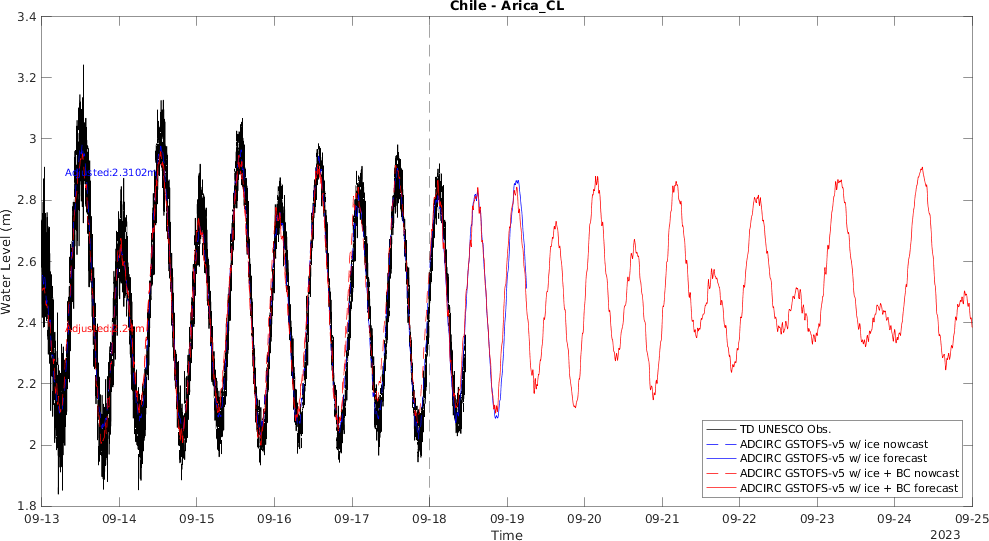 Chile - Arica_CL
3.4
3.2
3
2.8
2.6
2.4
2.2
2
1.8
Water Level (m)
Adjusted:2.3102m
TD UNESCO Obs.
ADCIRC GSTOFS-v5 w/ ice nowcast
ADCIRC GSTOFS-v5 w/ ice forecast
ADCIRC GSTOFS-v5 w/ ice + BC nowcast
ADCIRC GSTOFS-v5 w/ ice + BC forecast
09-13 09-14 09-15 09-16 09-17 09-18 09-19 09-20 09-21 09-22 09-23 09-24 09-25
Time
2023